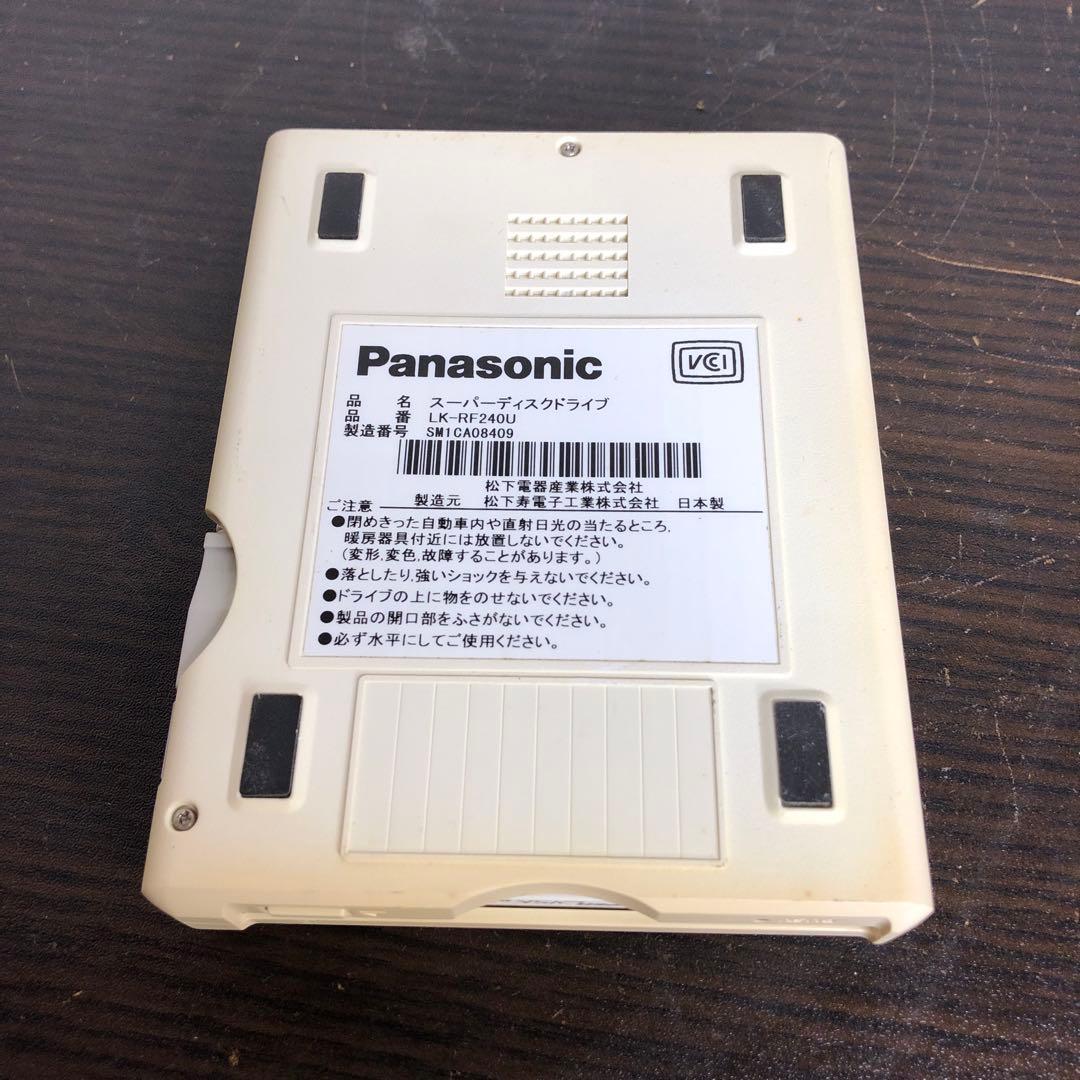 Panasonic
VCI
品 名 スーパーディスクドライブ
品 番 LK-RF240U
製造番号 SM1CA08409
松下電器産業株式会社
製造元 松下寿電子工業株式会社 日本製
ご注意
●閉めきった自動車内や直射日光の当たるところ,
暖房器具付近には放置しないでください。
(変形,変色,故障することがあります。)
●落としたり,強いショックを与えないでください。
●ドライブの上に物をのせないでください。
●製品の開口部をふさがないでください。
●必ず水平にしてご使用ください。